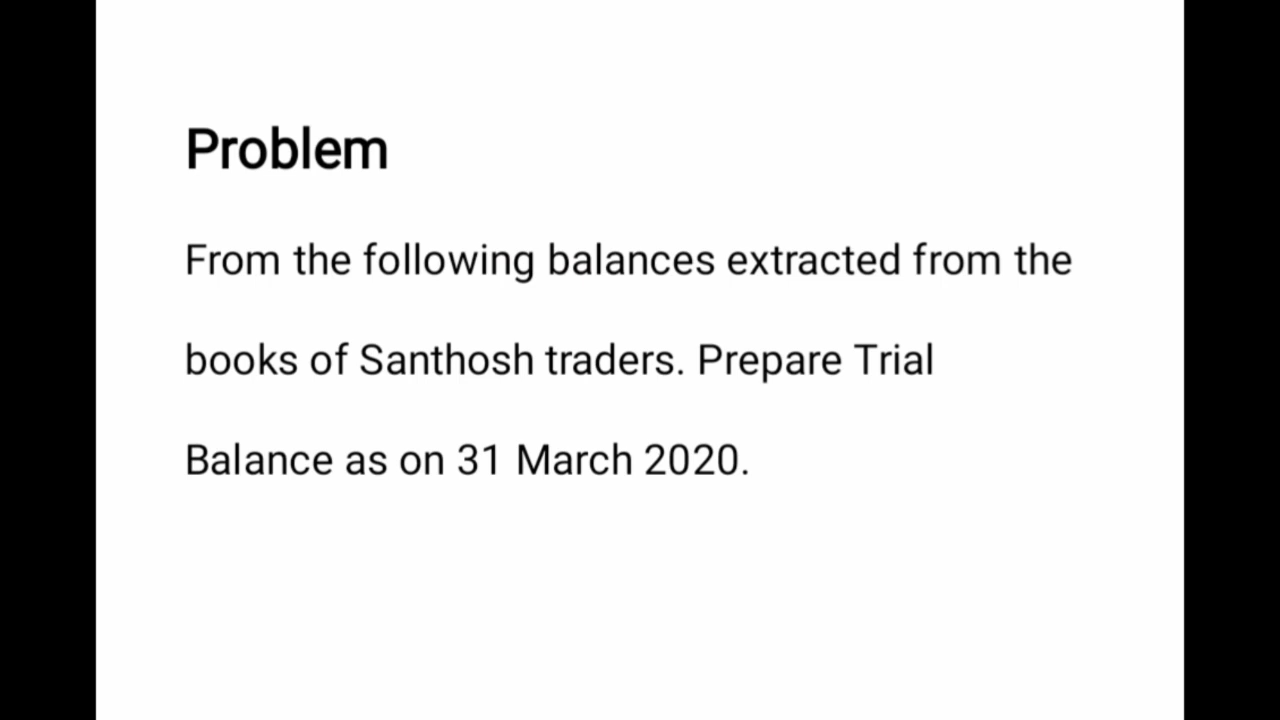 Problem
From the following balances extracted from the
books of Santhosh traders. Prepare Trial
Balance as on 31 March 2020.